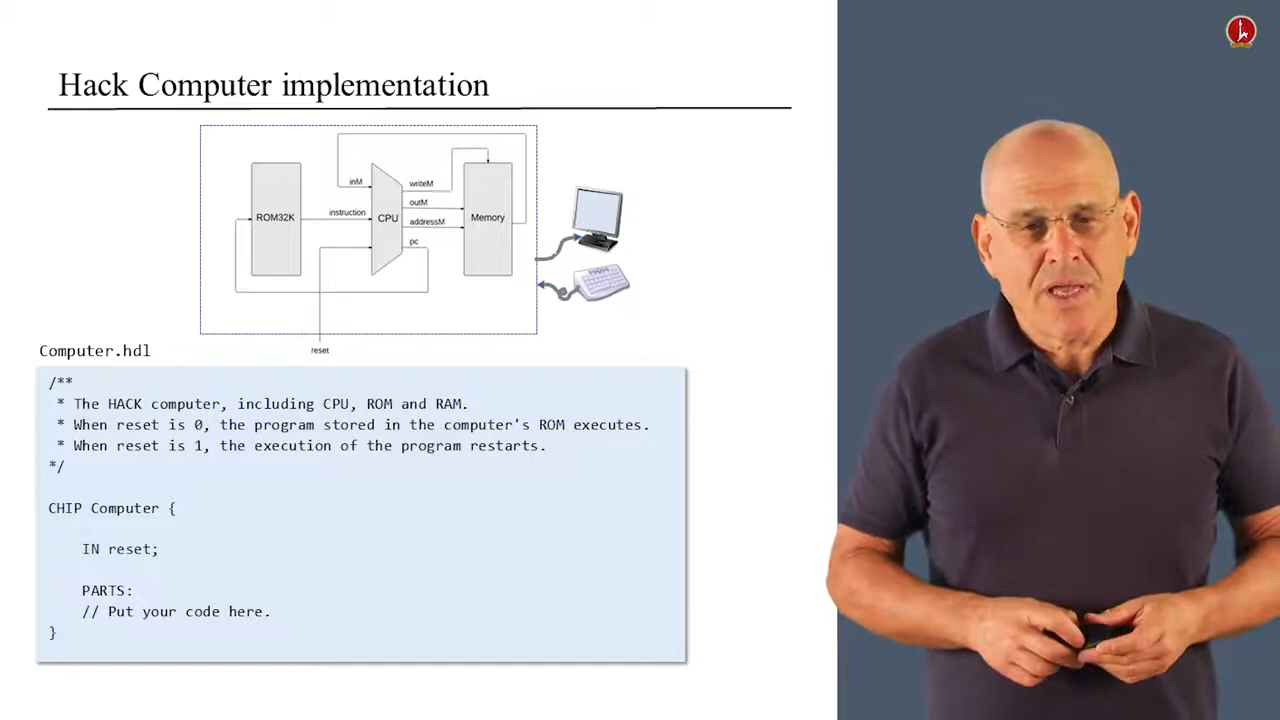 Hack Computer implementation
inM
writeM
ROM32K
instruction
CPU
outM
Memory
addressM
pc
reset
Computer.hdl
/**
 * The HACK computer, including CPU, ROM and RAM.
 * When reset is 0, the program stored in the computer's ROM executes.
 * When reset is 1, the execution of the program restarts.
*/
CHIP Computer {
IN reset;
PARTS:
// Put your code here.
}